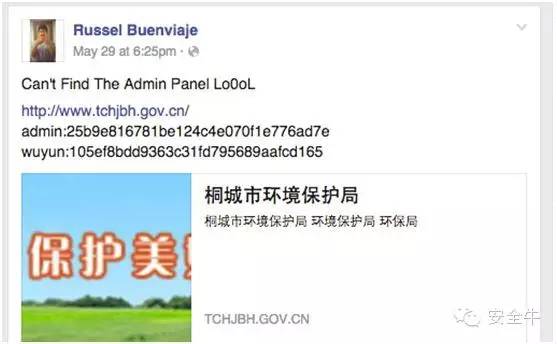 Russel Buenviaje
May 29 at 6:25pm ·
Can't Find The Admin Panel Lo0oL
http://www.tchjbh.gov.cn/
admin:25b9e816781be124c4e070f1e776ad7e
wuyun:105ef8bdd9363c31fd795689aafcd165
保护美
桐城市环境保护局
桐城市环境保护局 环境保护局 环保局
TCHJBH.GOV.CN
安全牛